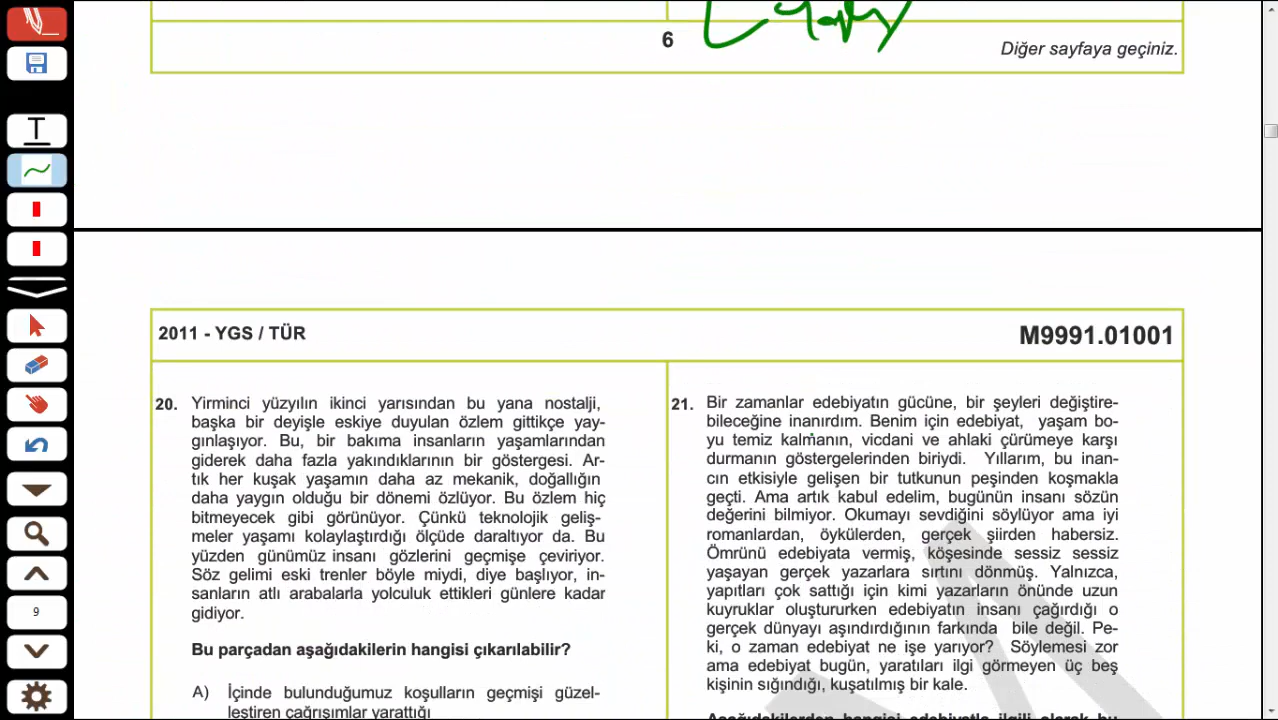 6
Diğer sayfaya geçiniz.
2011 - YGS / TÜR
M9991.01001
20. Yirminci yüzyılın ikinci yarısından bu yana nostalji,
başka bir deyişle eskiye duyulan özlem gittikçe yay-
gınlaşıyor. Bu, bir bakıma insanların yaşamlarından
giderek daha fazla yakındıklarının bir göstergesi. Ar-
tık her kuşak yaşamın daha az mekanik, doğallığın
daha yaygın olduğu bir dönemi özlüyor. Bu özlem hiç
bitmeyecek gibi görünüyor. Çünkü teknolojik geliş-
meler yaşamı kolaylaştırdığı ölçüde daraltıyor da. Bu
yüzden günümüz insanı gözlerini geçmişe çeviriyor.
Söz gelimi eski trenler böyle miydi, diye başlıyor, in-
sanların atlı arabalarla yolculuk ettikleri günlere kadar
gidiyor.
Bu parçadan aşağıdakilerin hangisi çıkarılabilir?
A) İçinde bulunduğumuz koşulların geçmişi güzel-
leştiren çağrışımlar yarattığı
21. Bir zamanlar edebiyatın gücüne, bir şeyleri değiştire-
bileceğine inanırdım. Benim için edebiyat, yaşam bo-
yu temiz kalmanın, vicdani ve ahlaki çürümeye karşı
durmanın göstergelerinden biriydi. Yıllarım, bu inan-
cın etkisiyle gelişen bir tutkunun peşinden koşmakla
geçti. Ama artık kabul edelim, bugünün insanı sözün
değerini bilmiyor. Okumayı sevdiğini söylüyor ama iyi
romanlardan, öykülerden, gerçek şiirden habersiz.
Ömrünü edebiyata vermiş, köşesinde sessiz sessiz
yaşayan gerçek yazarlara sırtını dönmüş. Yalnızca,
yapıtları çok sattığı için kimi yazarların önünde uzun
kuyruklar oluştururken edebiyatın insanı çağırdığı o
gerçek dünyayı aşındırdığının farkında bile değil. Pe-
ki, o zaman edebiyat ne işe yarıyor? Söylemesi zor
ama edebiyat bugün, yaratıları ilgi görmeyen üç beş
kişinin sığındığı, kuşatılmış bir kale.
Aşağıdakilerden hangisi edebiyatla ilgili olarak bu
T
9